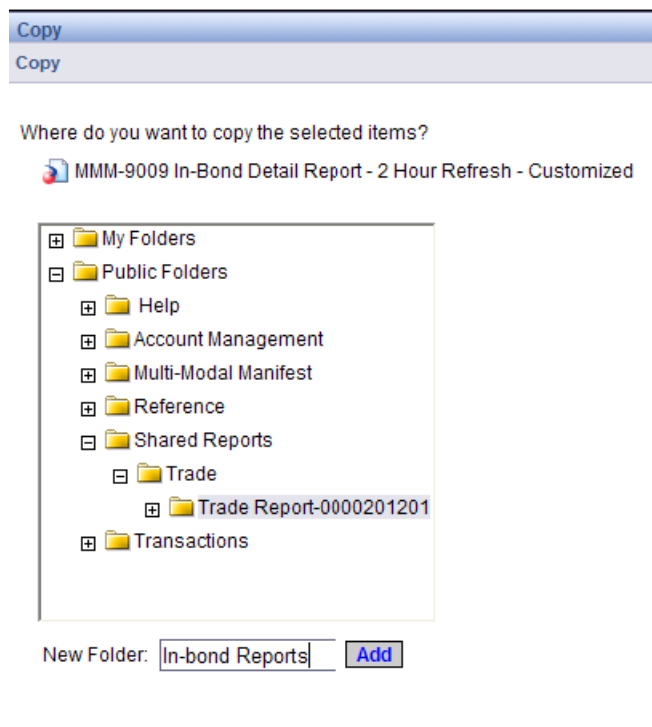 Copy
Copy
Where do you want to copy the selected items?
MMM-9009 In-Bond Detail Report - 2 Hour Refresh - Customized
My Folders
Public Folders
Help
Account Management
Multi-Modal Manifest
Reference
Shared Reports
Trade
Trade Report-0000201201
Transactions
New Folder: In-bond Reports Add